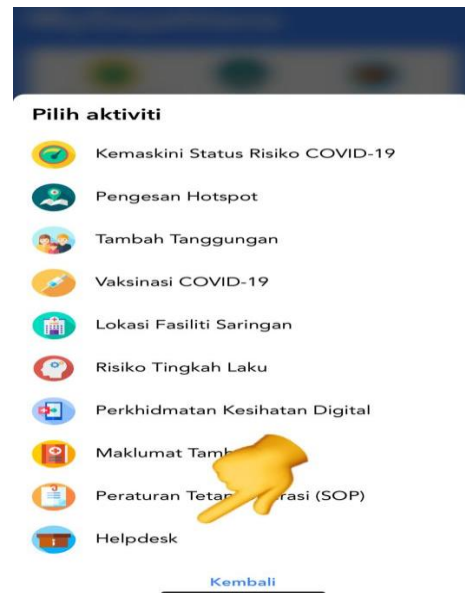 Pilih aktiviti
Kemaskini Status Risiko COVID-19
Pengesan Hotspot
Tambah Tanggungan
Vaksinasi COVID-19
Lokasi Fasiliti Saringan
Risiko Tingkah Laku
Perkhidmatan Kesihatan Digital
Maklumat
Peraturan (SOP)
Helpdesk
Kembali